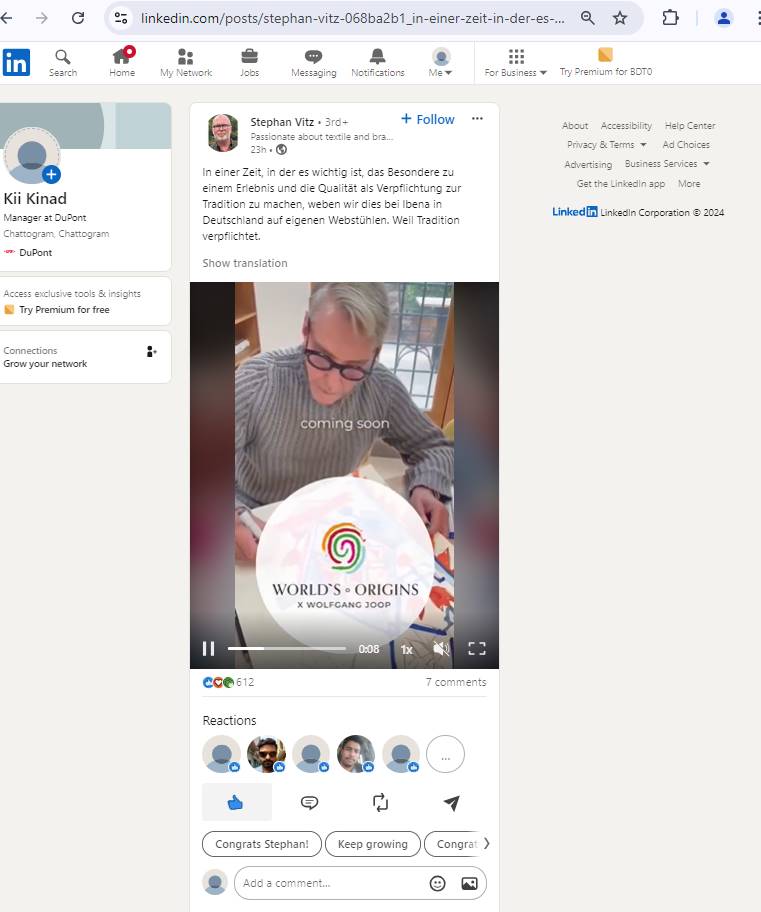 linkedin.com/posts/stephan-vitz-068ba2b1_in-einer-zeit-in-der-es-...
in
Search
Home
My Network
Jobs
Messaging
Notifications
Me
For Business
Try Premium for BDT0
Kii Kinad
Manager at DuPont
Chattogram, Chattogram
DuPont
Access exclusive tools & insights
Try Premium for free
Connections
Grow your network
Stephan Vitz • 3rd+
+ Follow
Passionate about textile and bra...
23h •
In einer Zeit, in der es wichtig ist, das Besondere zu
einem Erlebnis und die Qualität als Verpflichtung zur
Tradition zu machen, weben wir dies bei Ibena in
Deutschland auf eigenen Webstühlen. Weil Tradition
verpflichtet.
Show translation
coming soon
WORLD`S ORIGINS
X WOLFGANG JOOP
0:08 1x
612
7 comments
Reactions
...
Congrats Stephan!
Keep growing
Congrat
Add a comment...
About Accessibility Help Center
Privacy & Terms Ad Choices
Advertising Business Services
Get the LinkedIn app More
LinkedIn LinkedIn Corporation © 2024